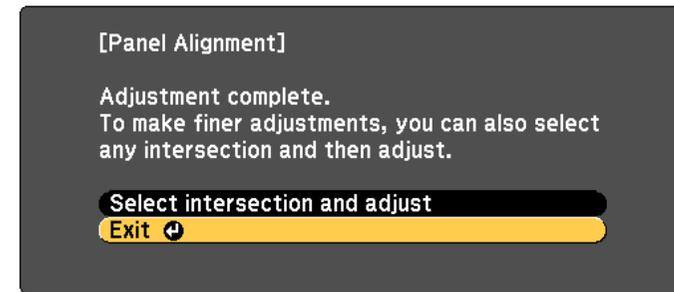 [Panel Alignment]
Adjustment complete.
To make finer adjustments, you can also select
any intersection and then adjust.
Select intersection and adjust
Exit